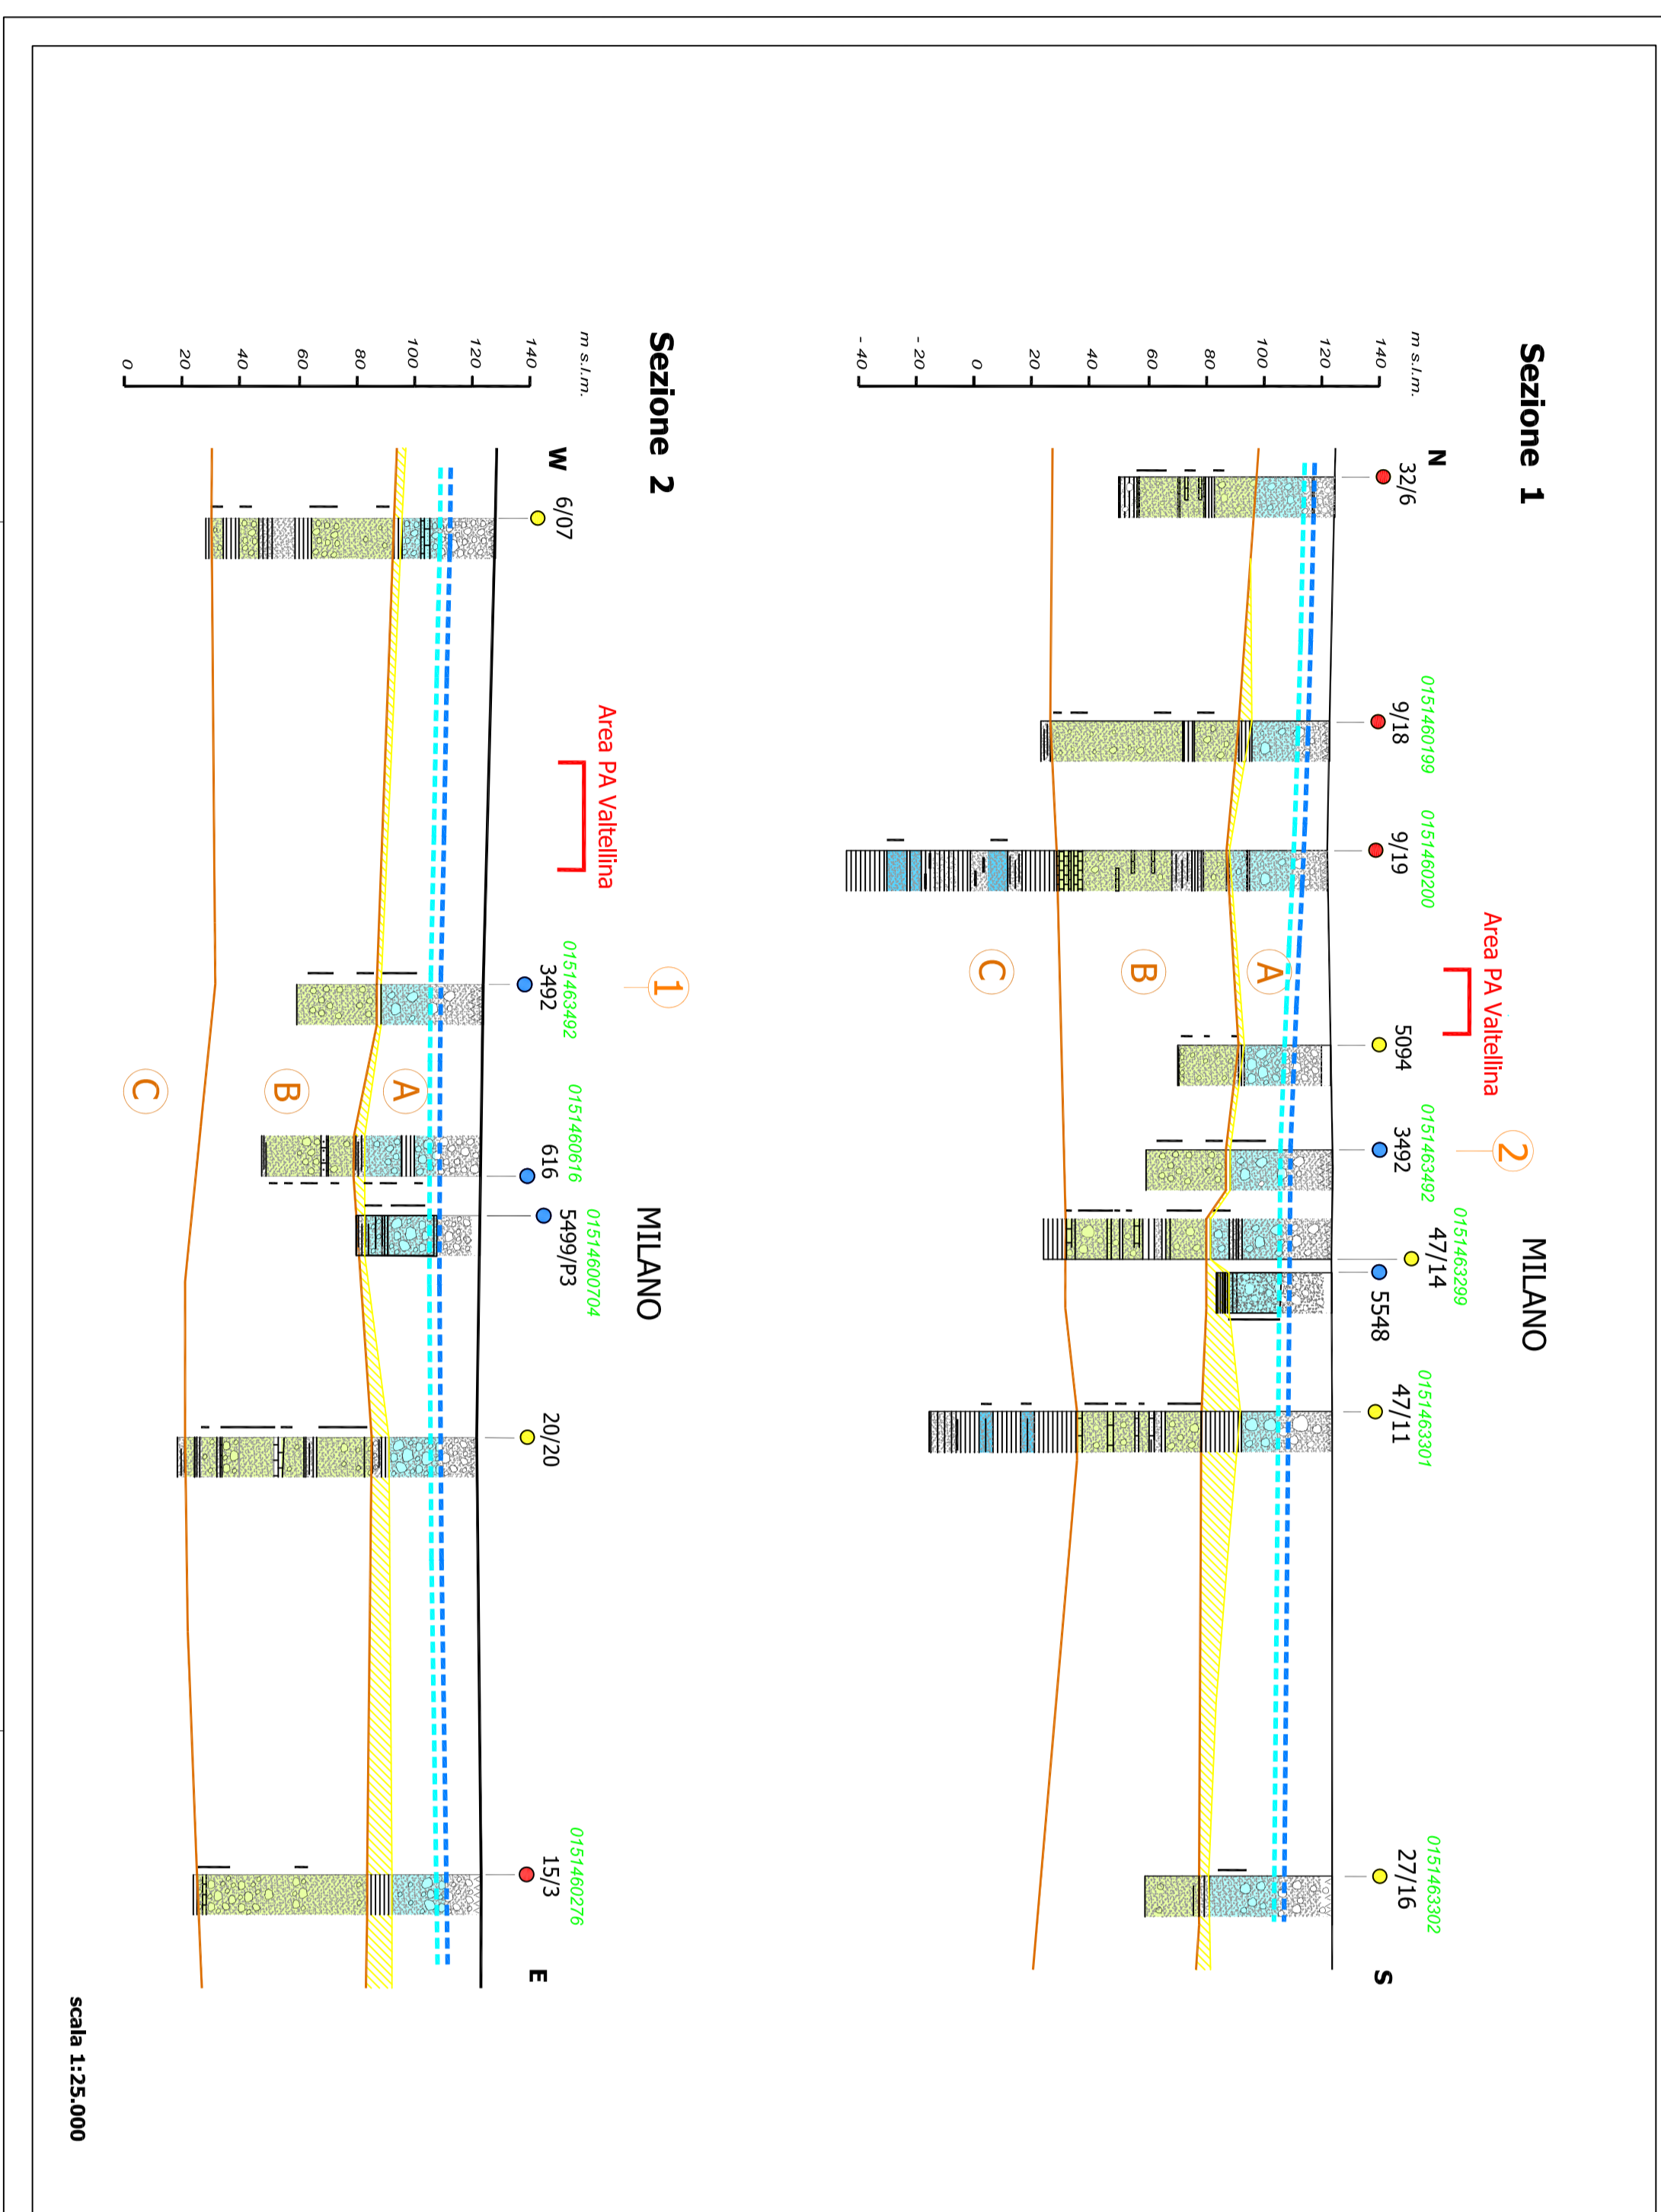 Sezione 1
m s.l.m.
140
120
100
80
60
40
20
0
- 20
- 40
N
S
MILANO
Area PA Valtellina
2
32/6
0151460199
9/18
0151460200
9/19
5094
0151463492
3492
0151463299
47/14
5548
0151463301
47/11
0151463302
27/16
A
B
C
Sezione 2
m s.l.m.
140
120
100
80
60
40
20
0
W
E
MILANO
Area PA Valtellina
1
6/07
0151463492
3492
0151460616
616
01514600704
5499/P3
20/20
0151460276
15/3
A
B
C
scala 1:25.000